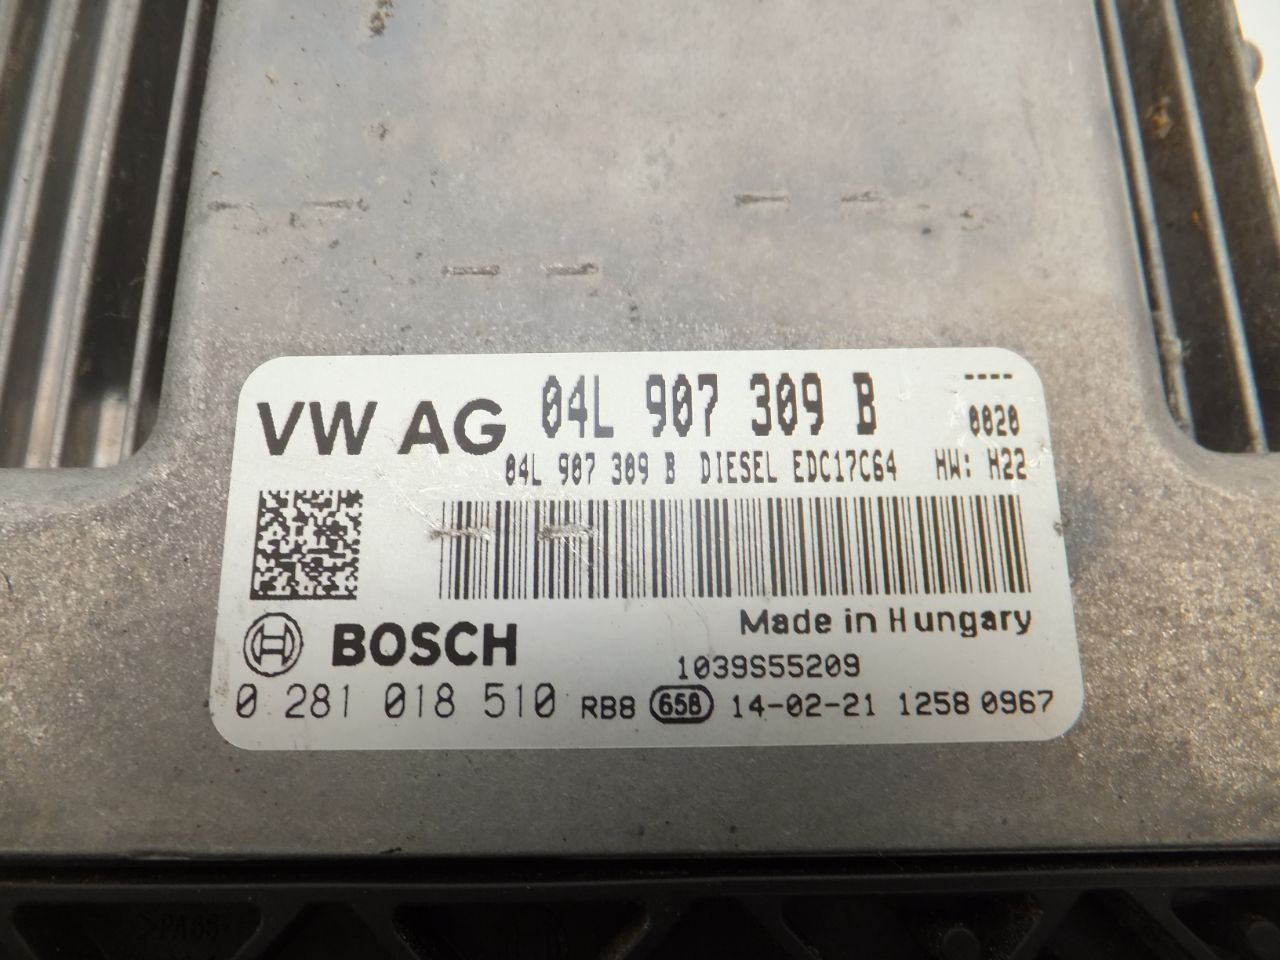 VW AG 04L 907 309 B ----
0020
04L 907 309 B DIESEL EDC17C64 HW: H22
Made in Hungary
BOSCH
1039S55209
0 281 018 510 RB8 658 14-02-21 1258 0967